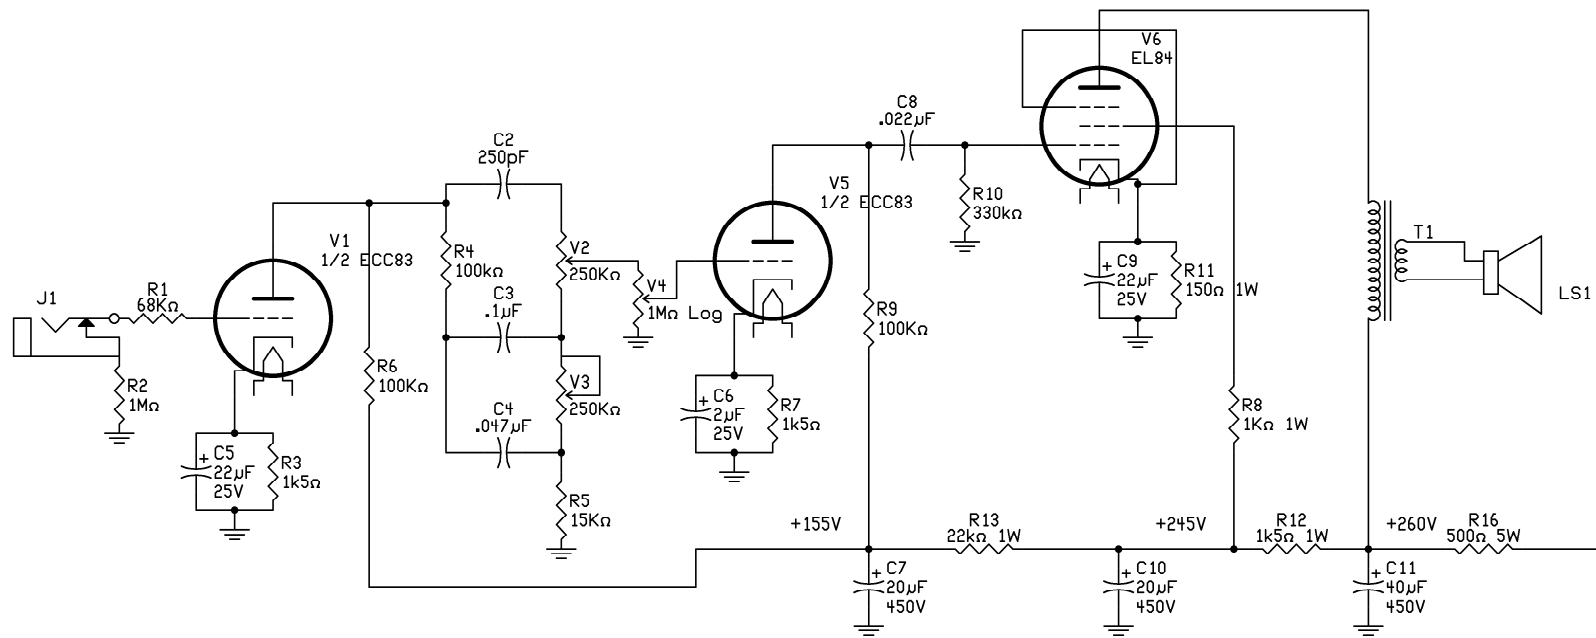 J1
R1
68KΩ
R2
1MΩ
V1
1/2 ECC83
C5
22µF
25V
R3
1k5Ω
R6
100KΩ
C2
250pF
R4
100kΩ
C3
.1µF
C4
.047µF
V2
250KΩ
V3
250KΩ
R5
15KΩ
V4
1MΩ Log
V5
1/2 ECC83
C6
2µF
25V
R7
1k5Ω
C8
.022µF
R9
100KΩ
R10
330kΩ
V6
EL84
C9
22µF
25V
R11
150Ω 1W
R8
1KΩ 1W
T1
LS1
+155V
R13
22kΩ 1W
+245V
R12
1k5Ω 1W
+260V
R16
500Ω 5W
C7
20µF
450V
C10
20µF
450V
C11
40µF
450V